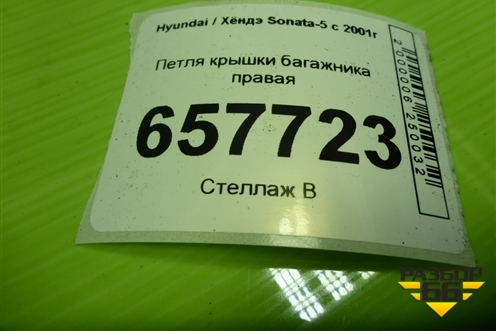 Hyundai / Хёндэ Sonata-5 с 2001г
Петля крышки багажника
правая
657723
Стеллаж В
2000006250032
РАЗБОР
66